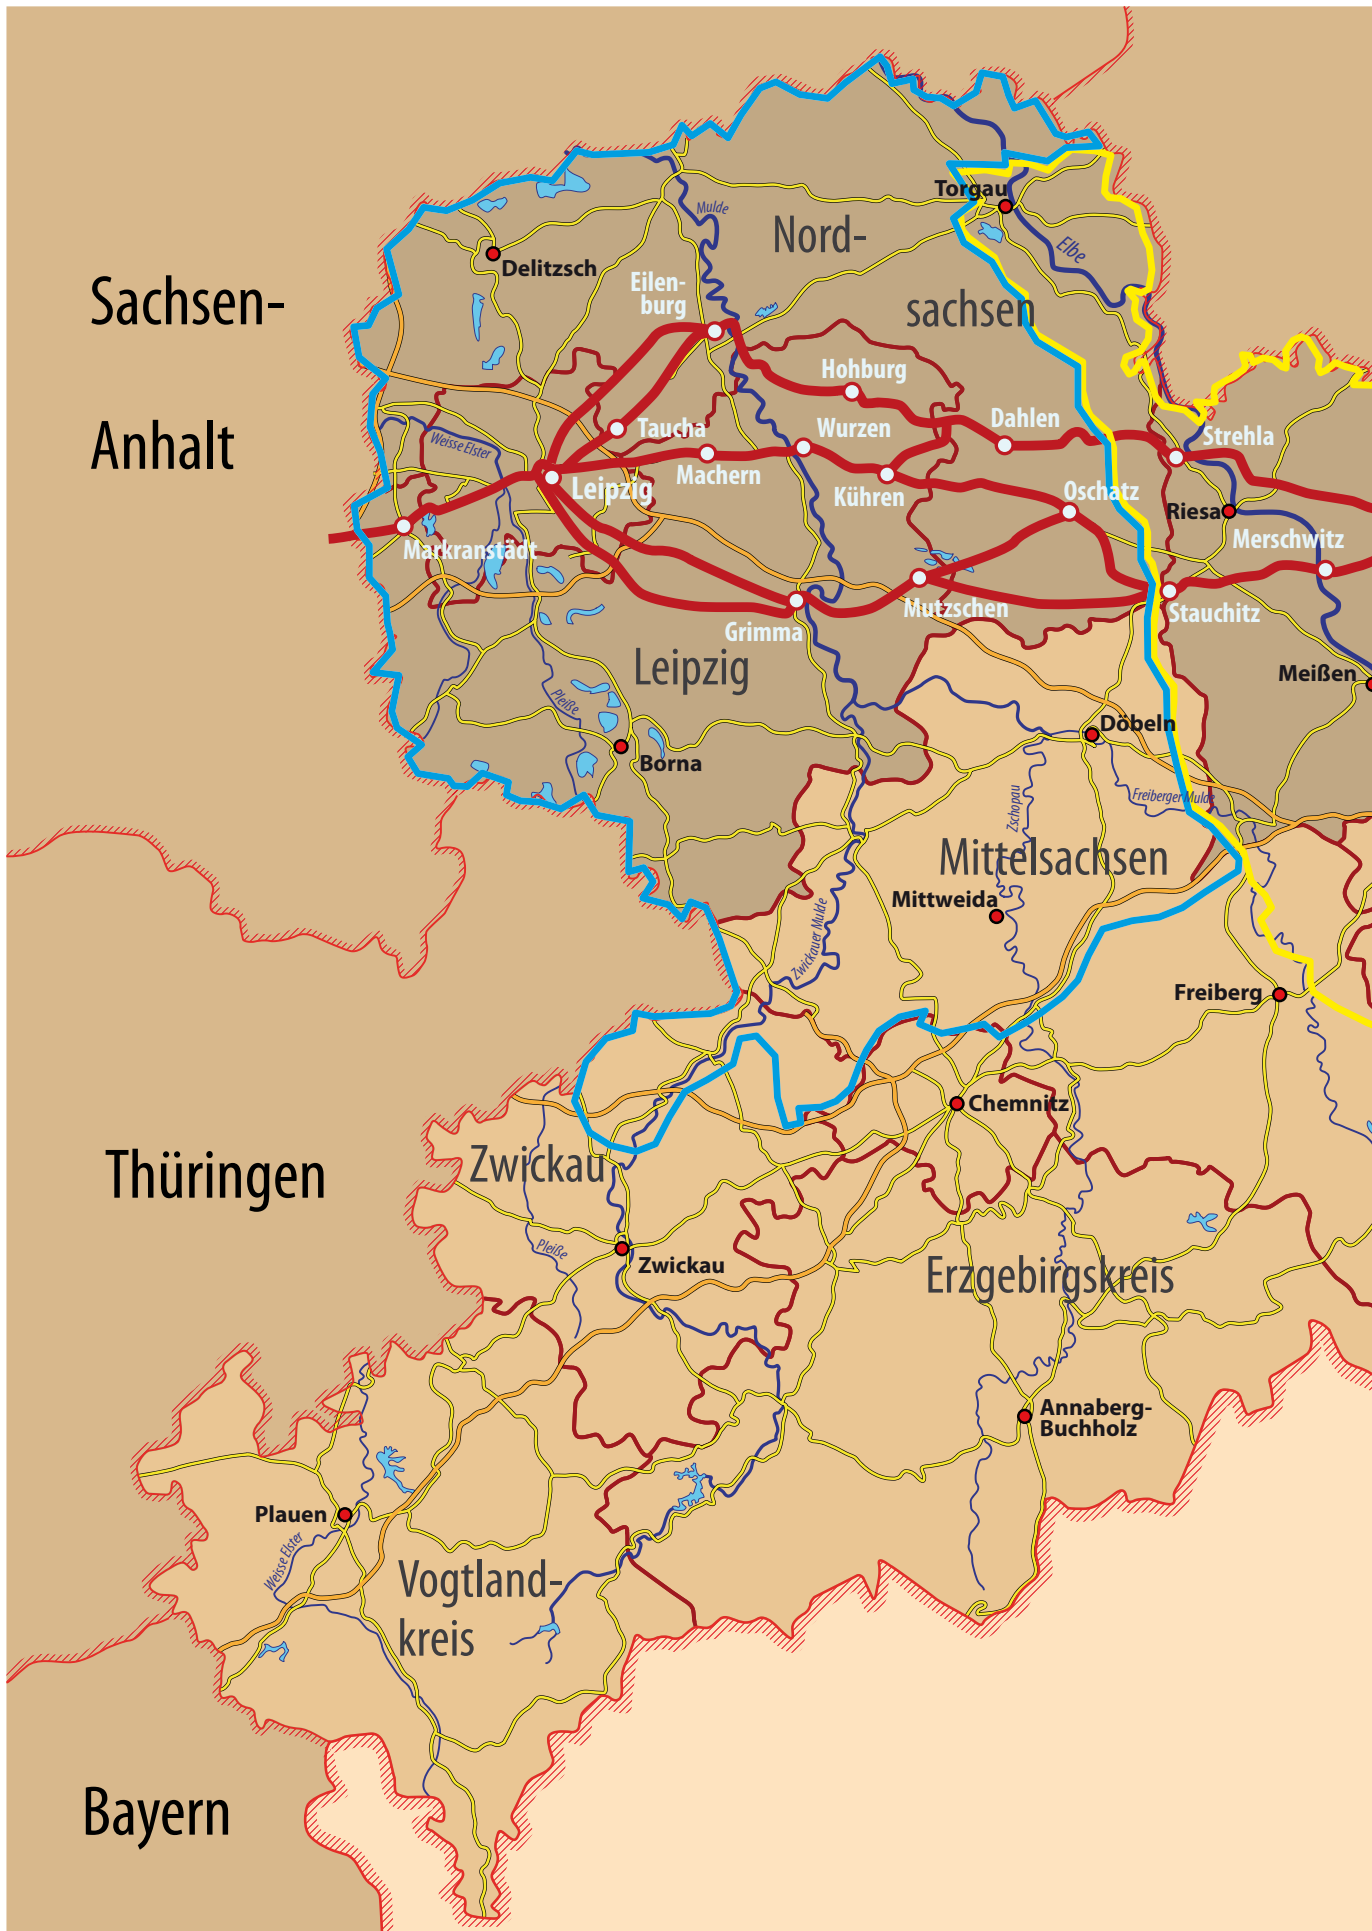 Torgau
Mulde
Nord-
Elbe
Delitzsch
Eilen-
burg
Sachsen-
sachsen
Hohburg
Dahlen
Taucha
Wurzen
Strehla
Weisse Elster
Anhalt
Machern
Kühren
Leipzig
Oschatz
Riesa
Merschwitz
Markranstädt
Mutzschen
Stauchitz
Grimma
Leipzig
Meißen
Pleiße
Döbeln
Borna
Zschopau
Freiberger Mulde
Mittelsachsen
Mittweida
Zwickauer Mulde
Freiberg
Chemnitz
Thüringen
Zwickau
Pleiße
Zwickau
Erzgebirgskreis
Annaberg-
Buchholz
Plauen
Weisse Elster
Vogtland-
kreis
Bayern